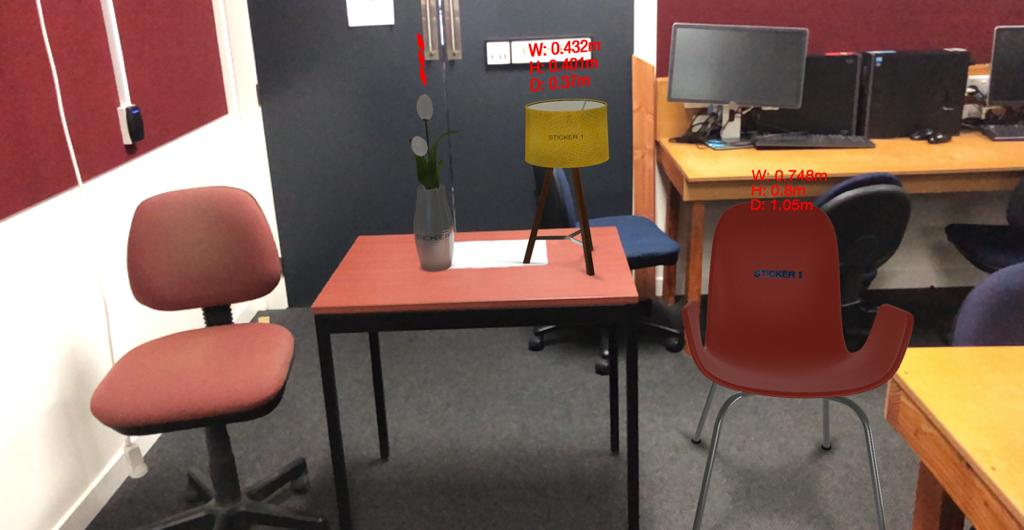 W: 0.432m
H: 0.401m
D: 0.37m
STICKER 1
W: 0.748m
H: 0.8m
D: 1.05m
STICKER 1